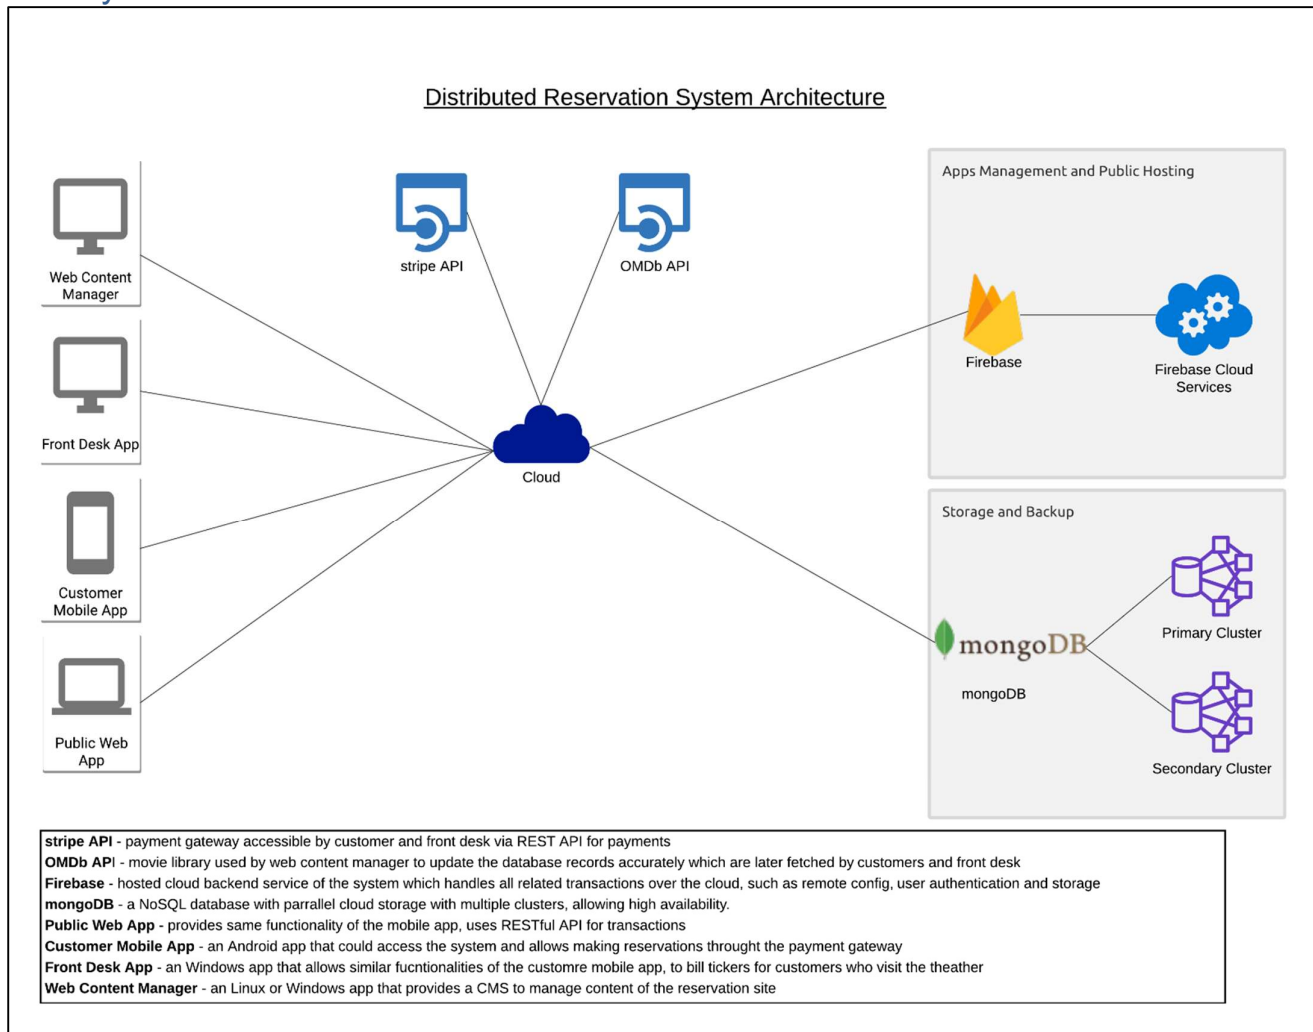 Distributed Reservation System Architecture
Apps Management and Public Hosting
stripe API
OMDb API
Web Content
Manager
Firebase
Firebase Cloud
Services
Front Desk App
Cloud
Storage and Backup
Customer
Mobile App
Primary Cluster
mongoDB
mongoDB
Public Web
App
Secondary Cluster
stripe API - payment gateway accessible by customer and front desk via REST API for payments
OMDb API - movie library used by web content manager to update the database records accurately which are later fetched by customers and front desk
Firebase - hosted cloud backend service of the system which handles all related transactions over the cloud, such as remote config, user authentication and storage
mongoDB - a NoSQL database with parrallel cloud storage with multiple clusters, allowing high availability.
Public Web App - provides same functionality of the mobile app, uses RESTful API for transactions
Customer Mobile App - an Android app that could access the system and allows making reservations throught the payment gateway
Front Desk App - an Windows app that allows similar fucntionalities of the customre mobile app, to bill tickers for customers who visit the theather
Web Content Manager - an Linux or Windows app that provides a CMS to manage content of the reservation site